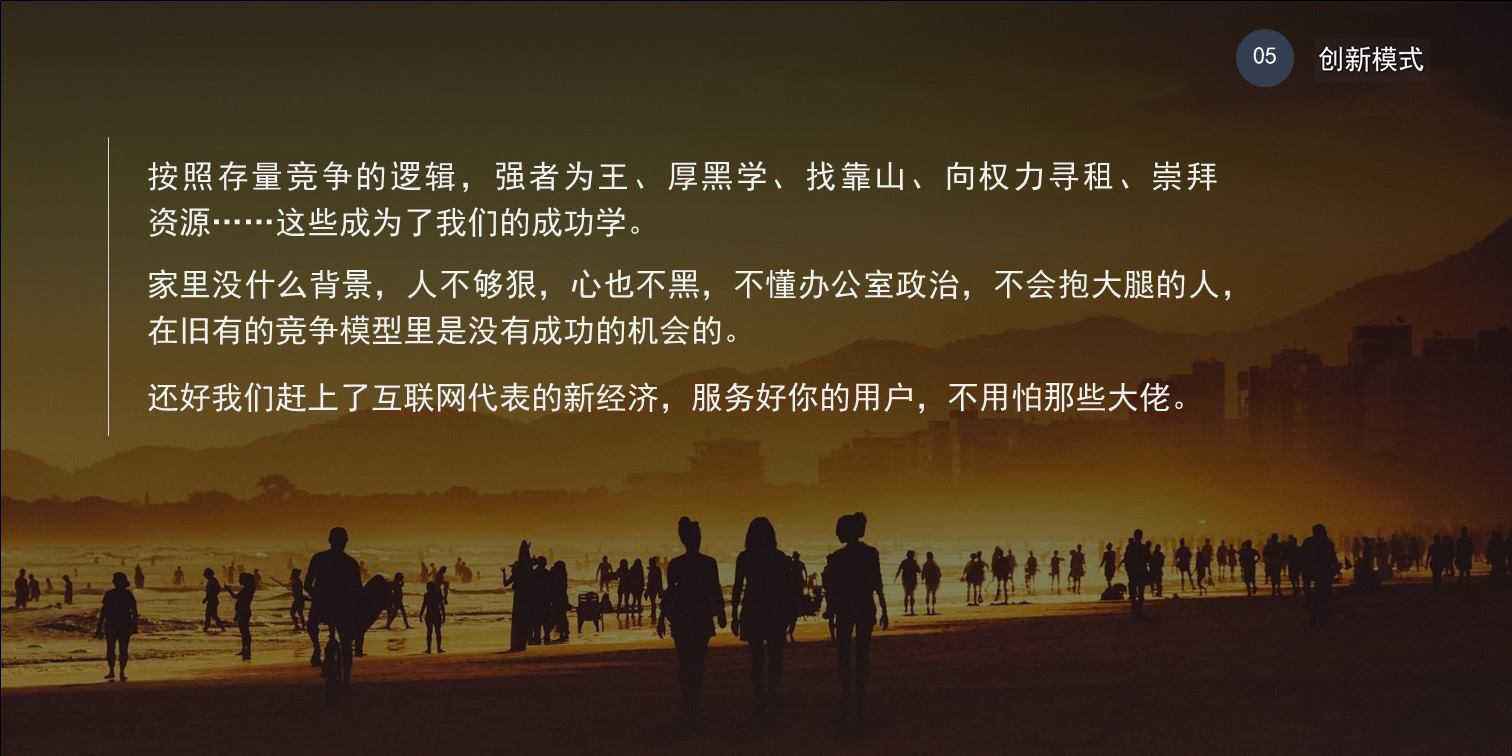 05
创新模式
按照存量竞争的逻辑，强者为王、厚黑学、找靠山、向权力寻租、崇拜
资源……这些成为了我们的成功学。
家里没什么背景，人不够狠，心也不黑，不懂办公室政治，不会抱大腿的人，
在旧有的竞争模型里是没有成功的机会的。
还好我们赶上了互联网代表的新经济，服务好你的用户，不用怕那些大佬。